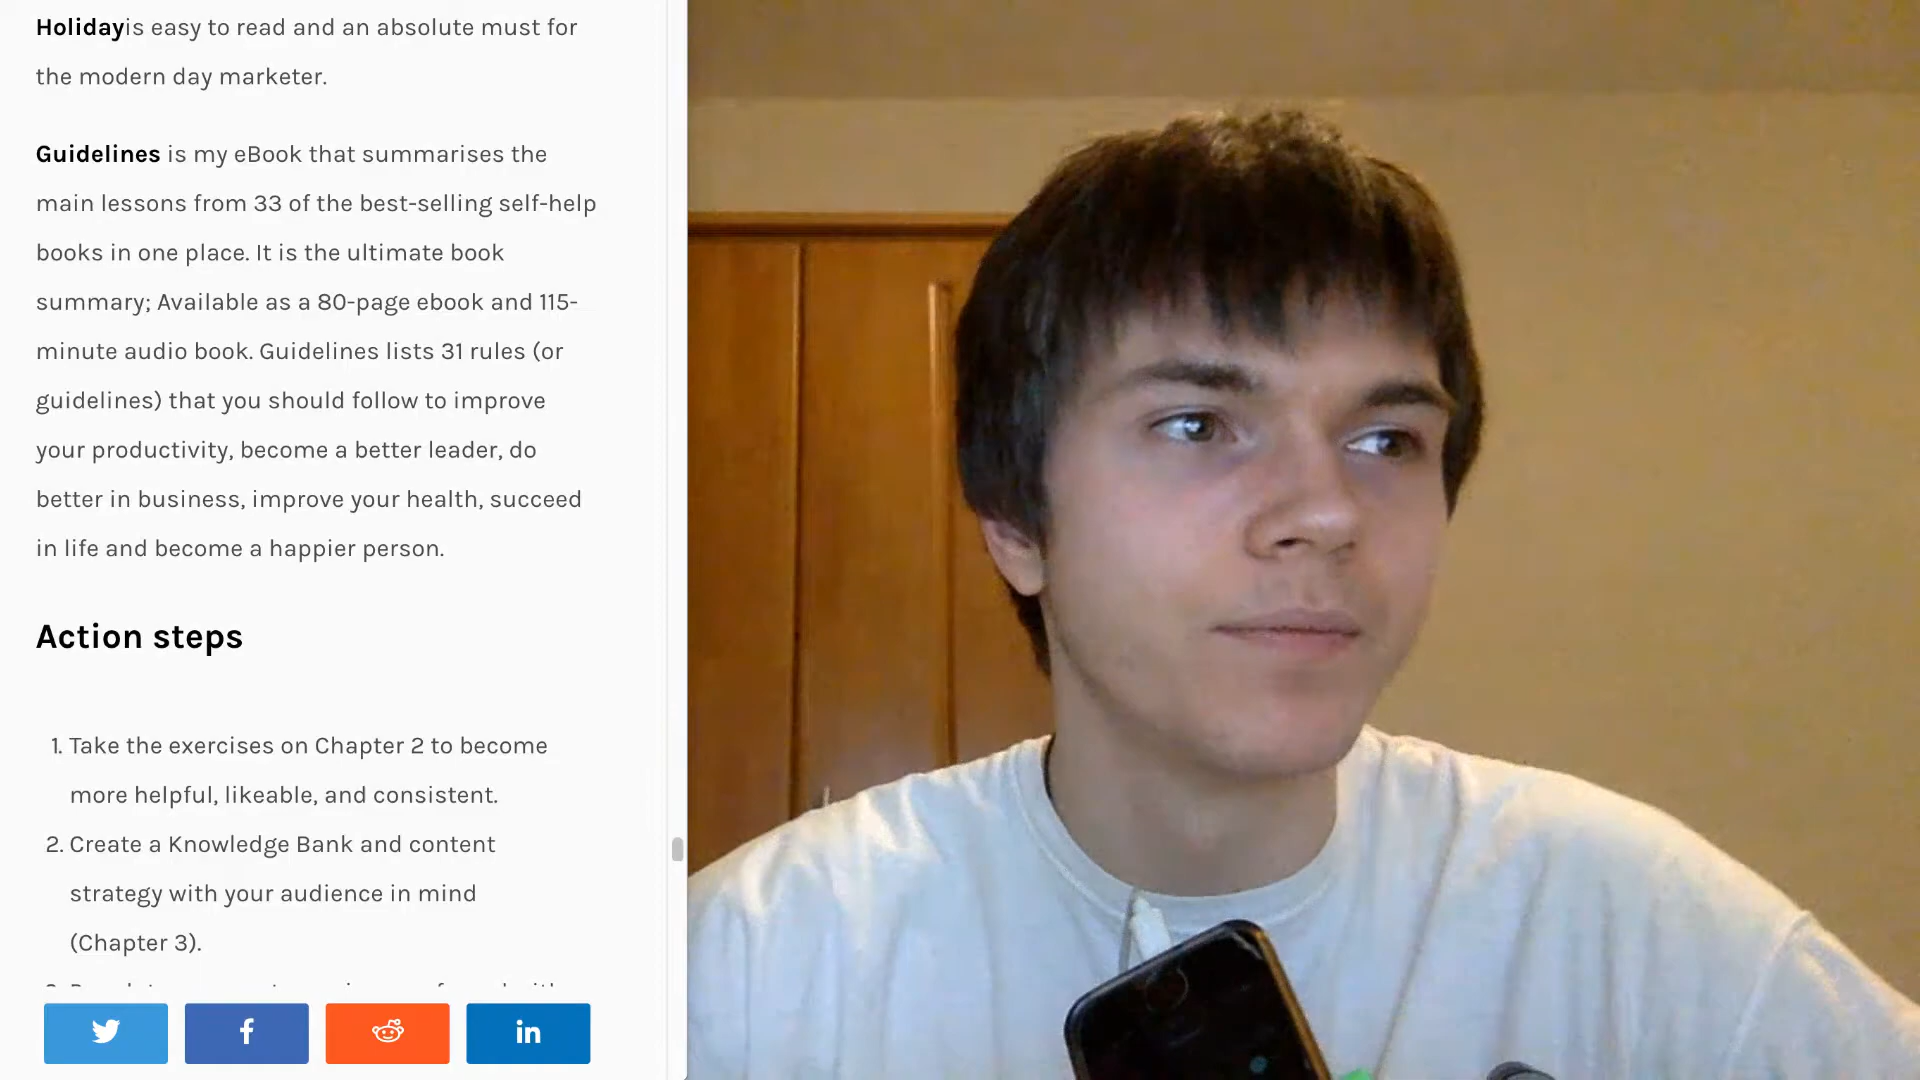 Holidayis easy to read and an absolute must for
the modern day marketer.
Guidelines is my eBook that summarises the
main lessons from 33 of the best-selling self-help
books in one place. It is the ultimate book
summary; Available as a 80-page ebook and 115-
minute audio book. Guidelines lists 31 rules (or
guidelines) that you should follow to improve
your productivity, become a better leader, do
better in business, improve your health, succeed
in life and become a happier person.
Action steps
1. Take the exercises on Chapter 2 to become
more helpful, likeable, and consistent.
2. Create a Knowledge Bank and content
strategy with your audience in mind
(Chapter 3).
f
in